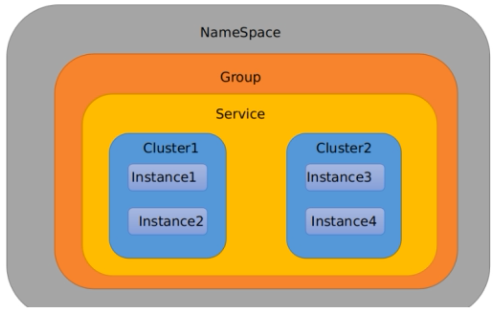 NameSpace
Group
Service
Cluster1
Instance1
Instance2
Cluster2
Instance3
Instance4